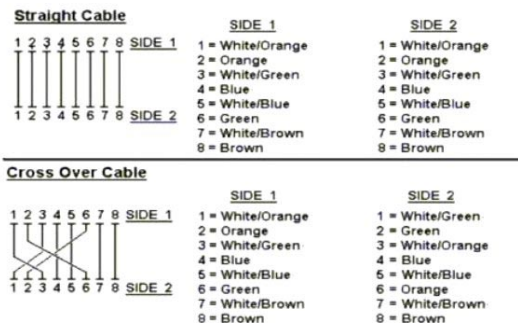 Straight Cable
1 2 3 4 5 6 7 8 SIDE 1
1 2 3 4 5 6 7 8 SIDE 2
SIDE 1
1 = White/Orange
2 = Orange
3 = White/Green
4 = Blue
5 = White/Blue
6 = Green
7 = White/Brown
8 = Brown
SIDE 2
1 = White/Orange
2 = Orange
3 = White/Green
4 = Blue
5 = White/Blue
6 = Green
7 = White/Brown
8 = Brown
Cross Over Cable
1 2 3 4 5 6 7 8 SIDE 1
1 2 3 4 5 6 7 8 SIDE 2
SIDE 1
1 = White/Orange
2 = Orange
3 = White/Green
4 = Blue
5 = White/Blue
6 = Green
7 = White/Brown
8 = Brown
SIDE 2
1 = White/Green
2 = Green
3 = White/Orange
4 = Blue
5 = White/Blue
6 = Orange
7 = White/Brown
8 = Brown